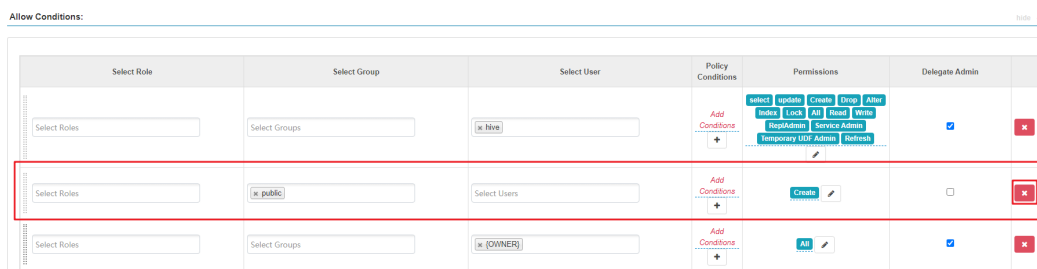 Allow Conditions:
hide
Select Role Select Group Select User Policy Conditions Permissions Delegate Admin
Select Roles Select Groups × hive Add Conditions + select update Create Drop Alter
Index Lock All Read Write
ReplAdmin Service Admin
Temporary UDF Admin Refresh
Select Roles × public Select Users Add Conditions + Create
Select Roles Select Groups × {OWNER} Add Conditions + All